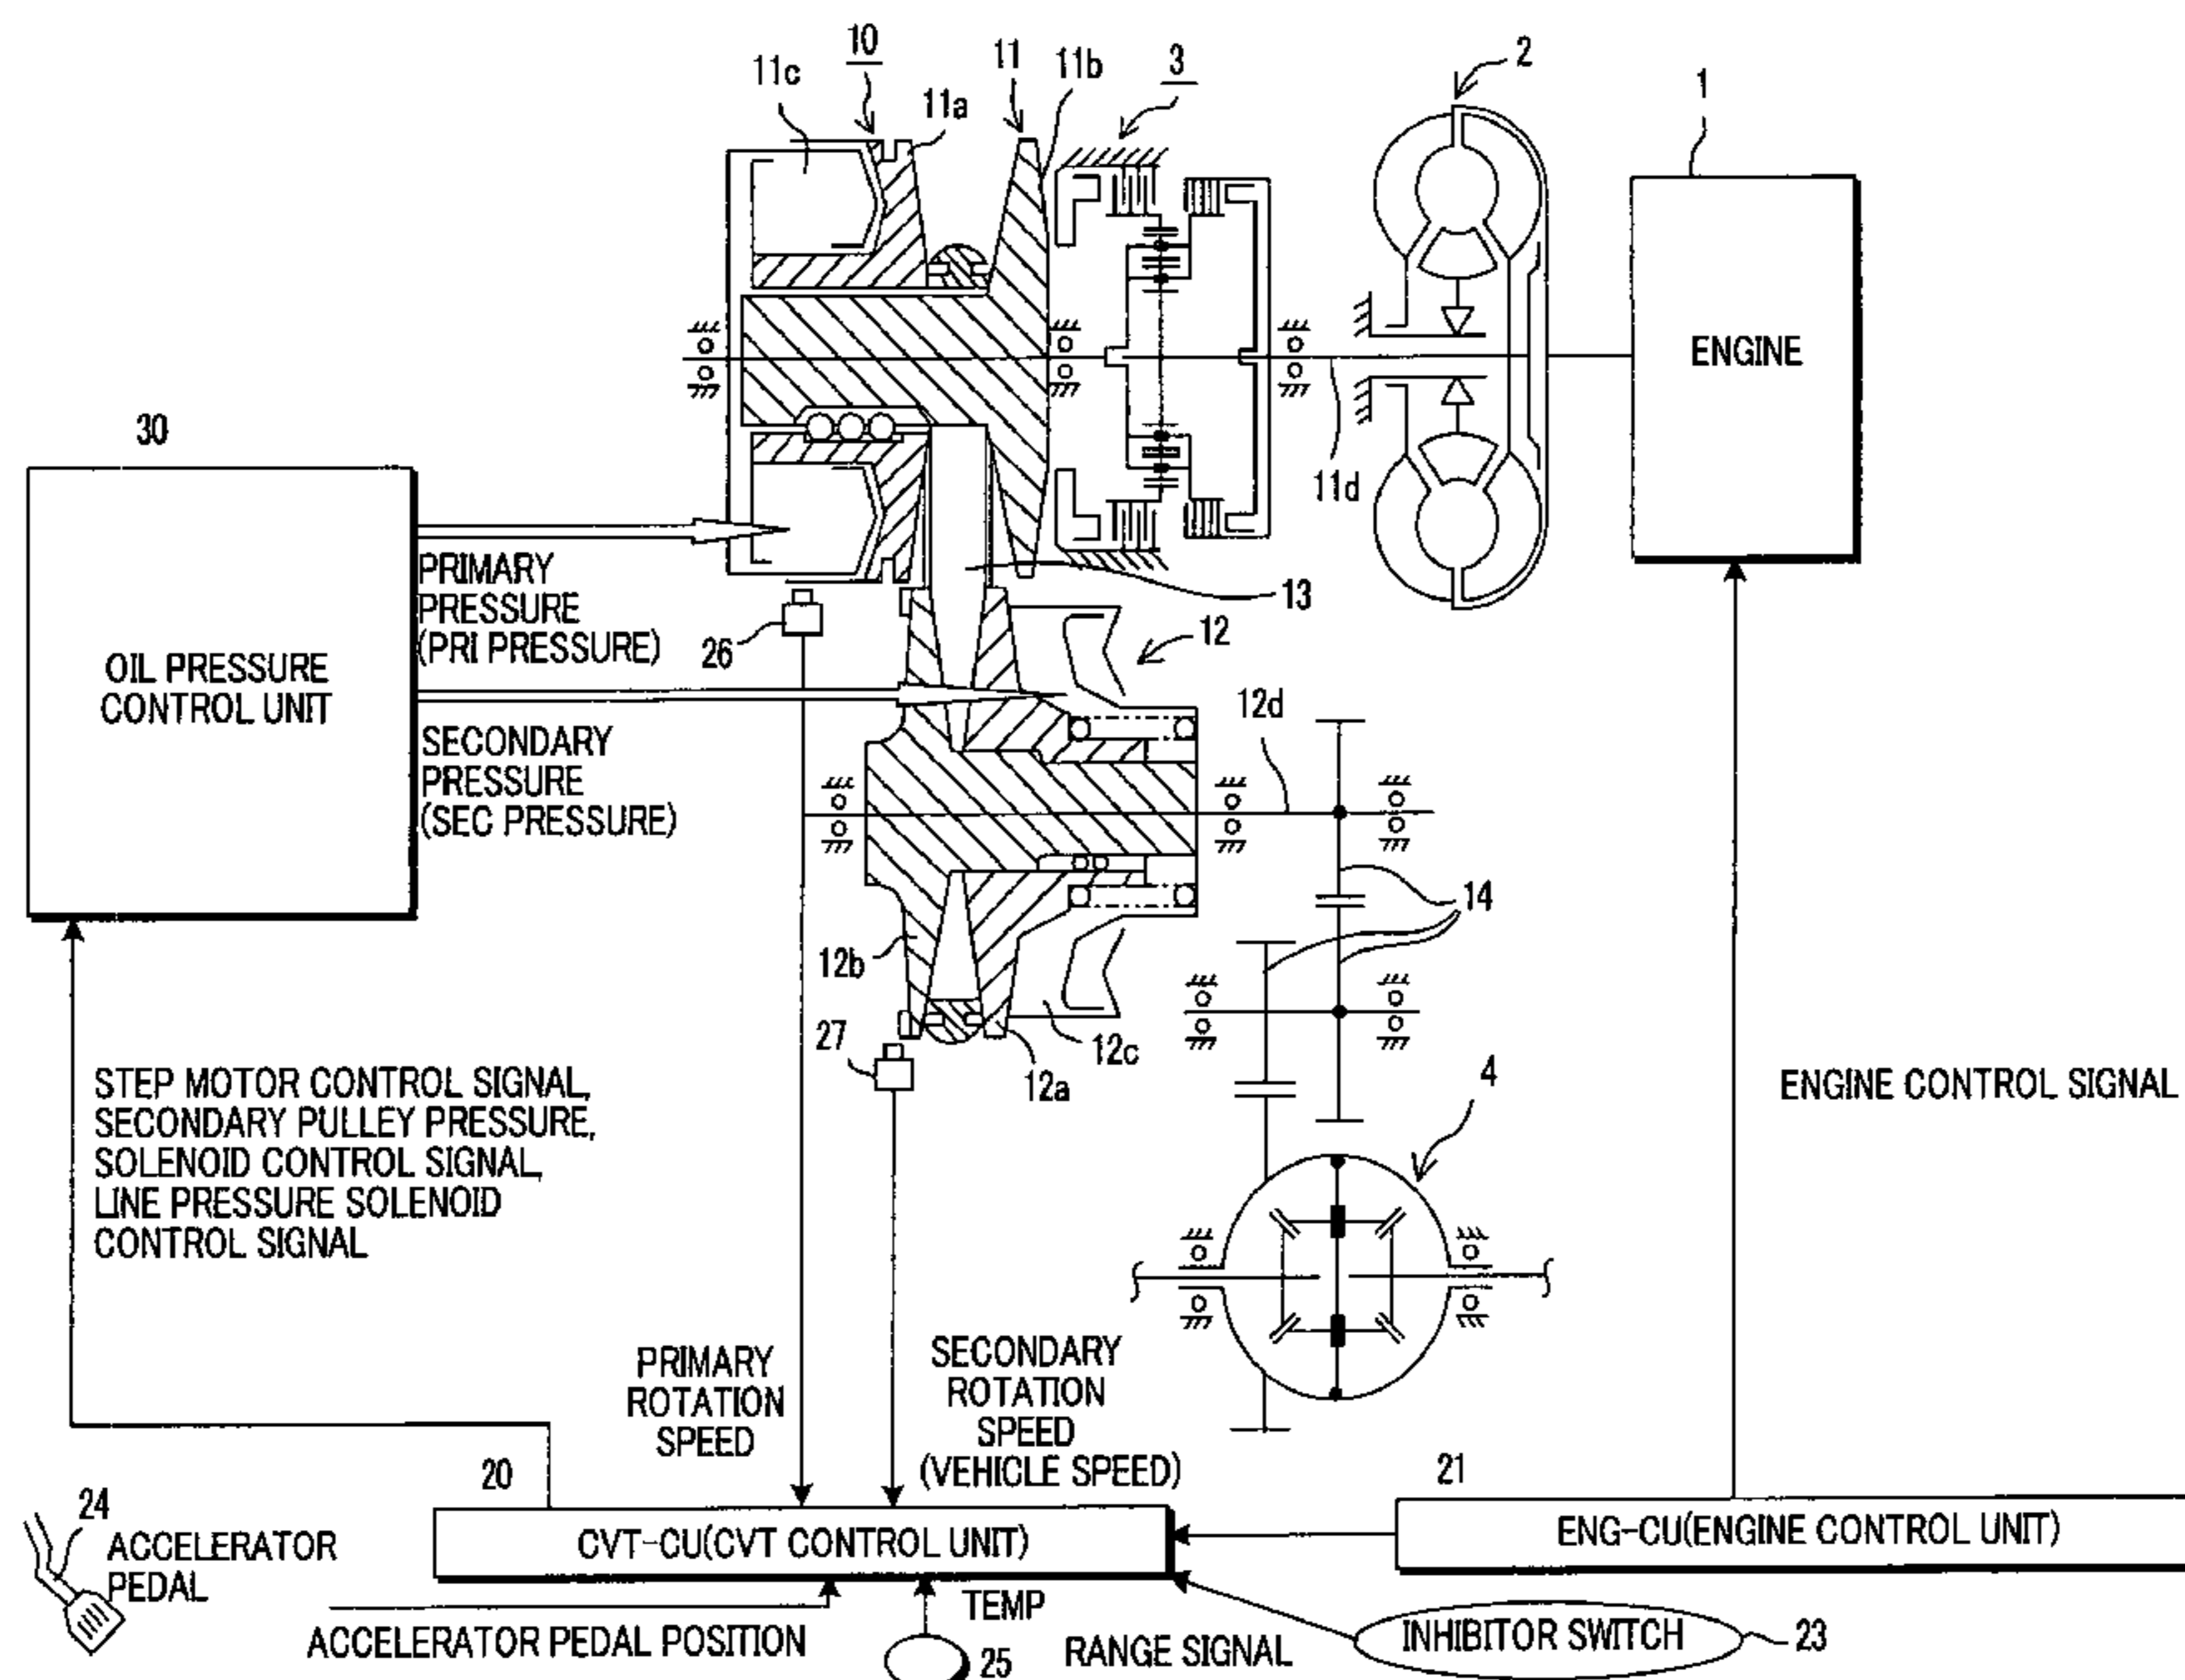 10
11
11b
3
2
1
11c
11a
ENGINE
11d
30
OIL PRESSURE
CONTROL UNIT
PRIMARY
PRESSURE
(PRI PRESSURE)
26
13
12
SECONDARY
PRESSURE
(SEC PRESSURE)
12d
14
12b
27
12c
12a
4
STEP MOTOR CONTROL SIGNAL,
SECONDARY PULLEY PRESSURE,
SOLENOID CONTROL SIGNAL,
LINE PRESSURE SOLENOID
CONTROL SIGNAL
ENGINE CONTROL SIGNAL
PRIMARY
ROTATION
SPEED
SECONDARY
ROTATION
SPEED
(VEHICLE SPEED)
20
21
24
ACCELERATOR
PEDAL
CVT-CU(CVT CONTROL UNIT)
ENG-CU(ENGINE CONTROL UNIT)
TEMP
ACCELERATOR PEDAL POSITION
25
RANGE SIGNAL
INHIBITOR SWITCH
23